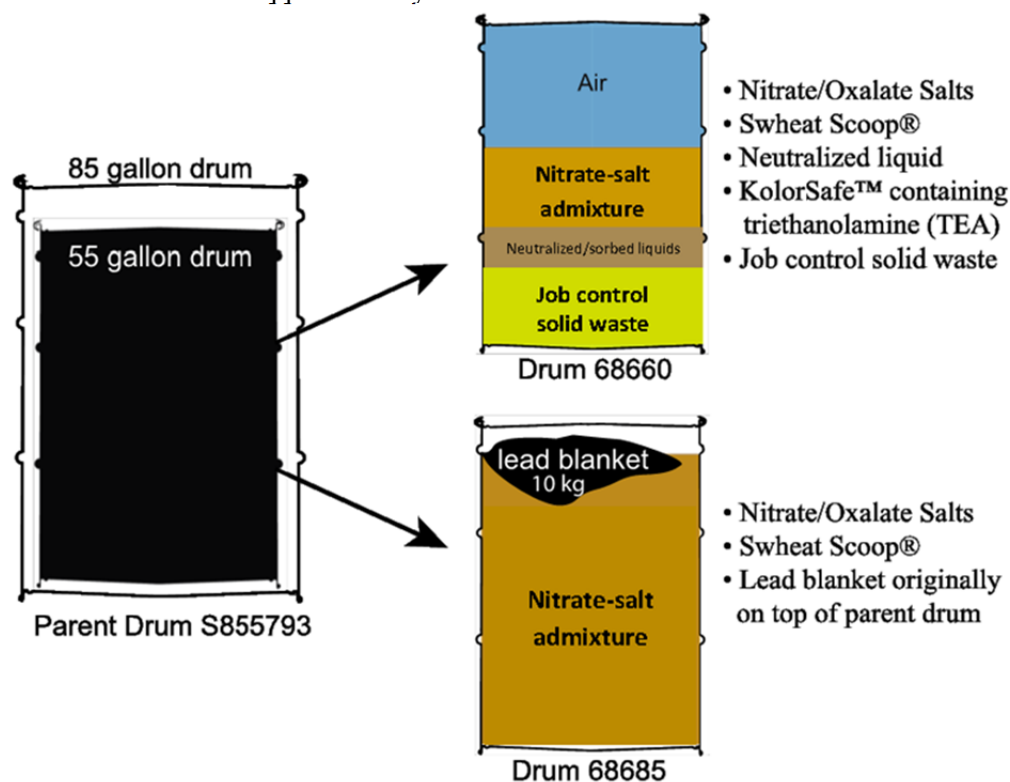 85 gallon drum
55 gallon drum
Parent Drum S855793
Air
Nitrate-salt
admixture
Neutralized/sorbed liquids
Job control
solid waste
Drum 68660
• Nitrate/Oxalate Salts
• Swheat Scoop®
• Neutralized liquid
• KolorSafe™ containing
triethanolamine (TEA)
• Job control solid waste
lead blanket
10 kg
Nitrate-salt
admixture
Drum 68685
• Nitrate/Oxalate Salts
• Swheat Scoop®
• Lead blanket originally
on top of parent drum